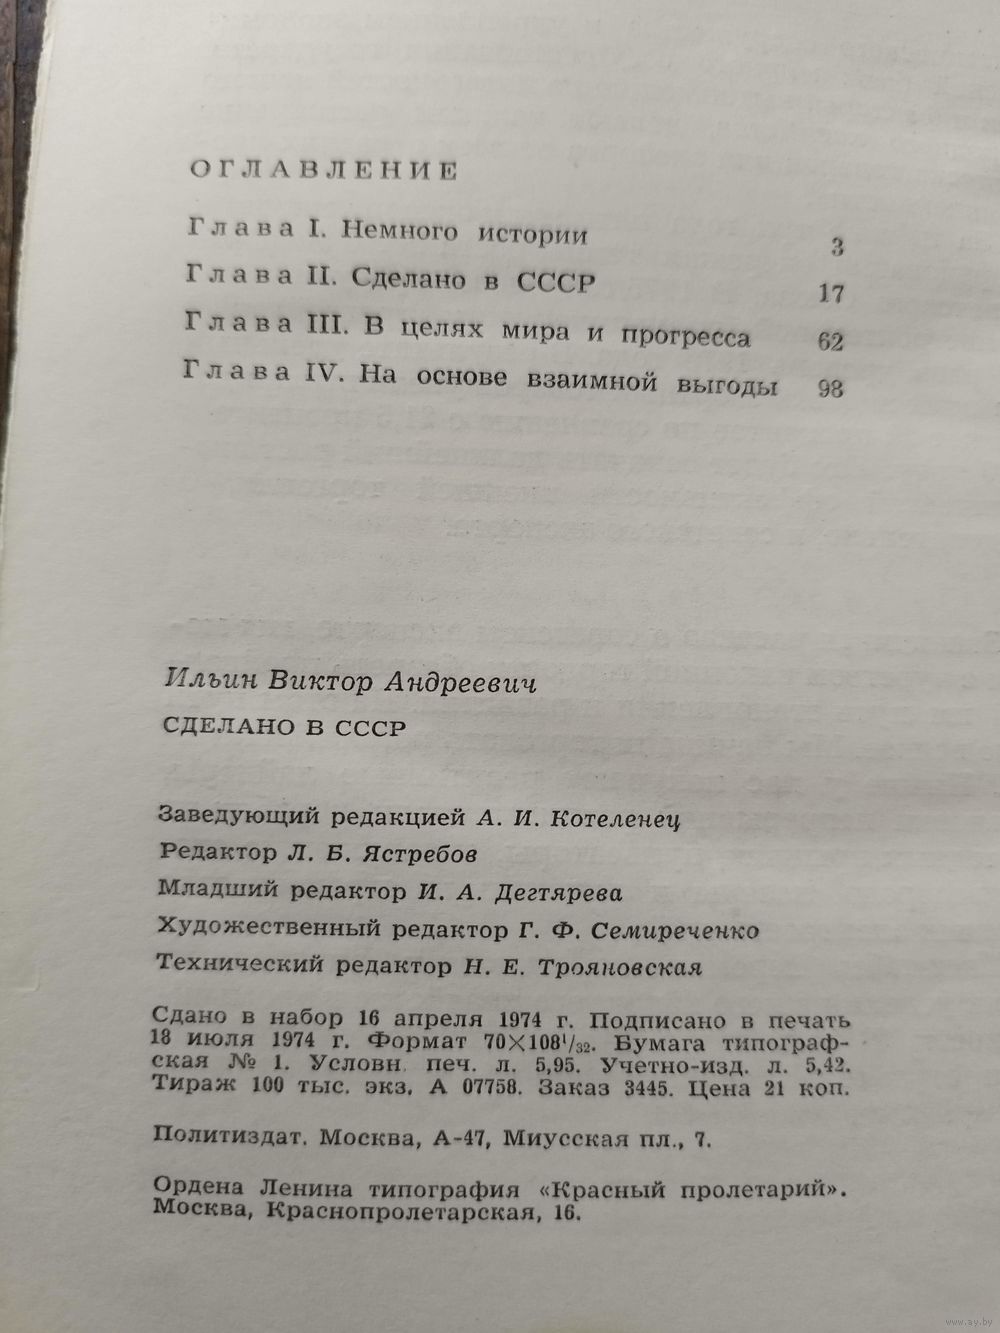 ОГЛАВЛЕНИЕ
Глава I. Немного истории 3
Глава II. Сделано в СССР 17
Глава III. В целях мира и прогресса 62
Глава IV. На основе взаимной выгоды 98
Ильин Виктор Андреевич
СДЕЛАНО В СССР
Заведующий редакцией А. И. Котеленец
Редактор Л. Б. Ястребов
Младший редактор И. А. Дегтярева
Художественный редактор Г. Ф. Семиреченко
Технический редактор Н. Е. Трояновская
Сдано в набор 16 апреля 1974 г. Подписано в печать
18 июля 1974 г. Формат 70×108¹/₃₂. Бумага типограф-
ская № 1. Условн. печ. л. 5,95. Учетно-изд. л. 5,42.
Тираж 100 тыс. экз. А 07758. Заказ 3445. Цена 21 коп.
Политиздат. Москва, А-47, Миусская пл., 7.
Ордена Ленина типография «Красный пролетарий».
Москва, Краснопролетарская, 16.
www.ay.by